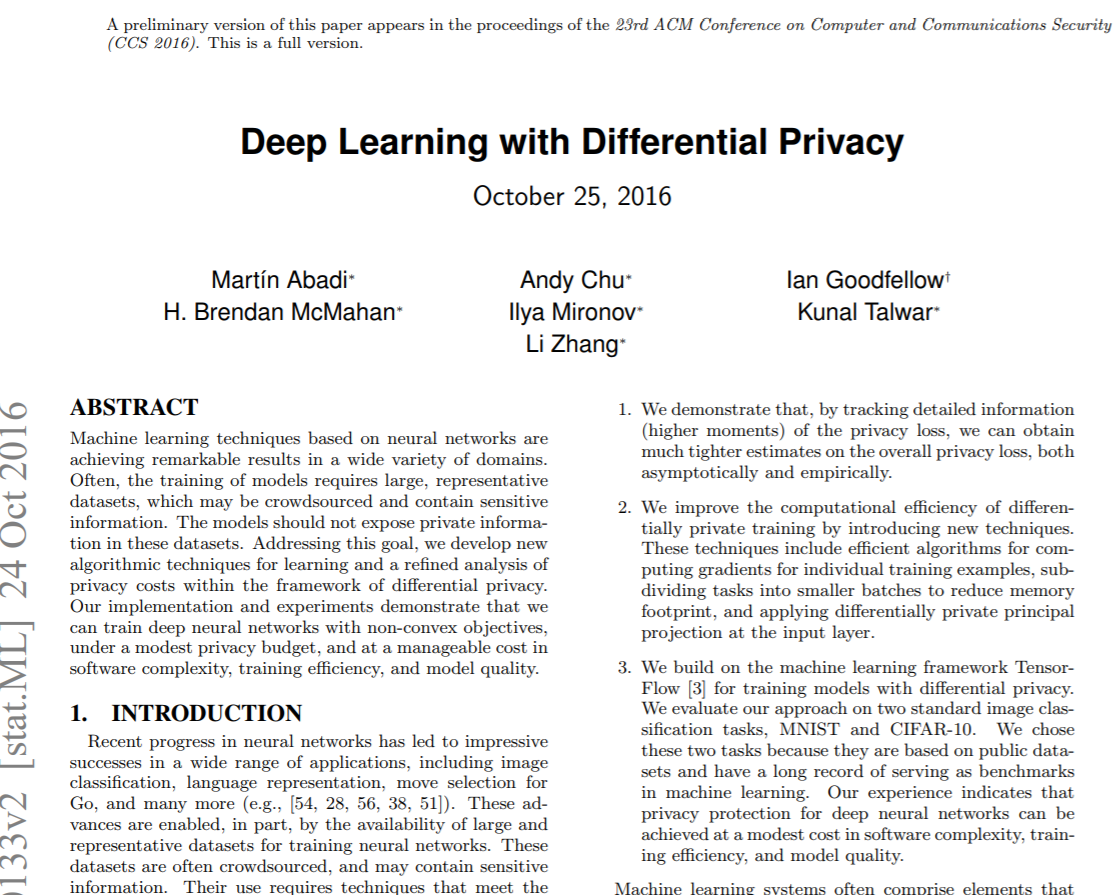 A preliminary version of this paper appears in the proceedings of the 23rd ACM Conference on Computer and Communications Security
(CCS 2016). This is a full version.
Deep Learning with Differential Privacy
October 25, 2016
Martín Abadi*
Andy Chu*
Ian Goodfellow†
H. Brendan McMahan*
Ilya Mironov*
Kunal Talwar*
Li Zhang*
ABSTRACT
Machine learning techniques based on neural networks are
achieving remarkable results in a wide variety of domains.
Often, the training of models requires large, representative
datasets, which may be crowdsourced and contain sensitive
information. The models should not expose private informa-
tion in these datasets. Addressing this goal, we develop new
algorithmic techniques for learning and a refined analysis of
privacy costs within the framework of differential privacy.
Our implementation and experiments demonstrate that we
can train deep neural networks with non-convex objectives,
under a modest privacy budget, and at a manageable cost in
software complexity, training efficiency, and model quality.
1. INTRODUCTION
Recent progress in neural networks has led to impressive
successes in a wide range of applications, including image
classification, language representation, move selection for
Go, and many more (e.g., [54, 28, 56, 38, 51]). These ad-
vances are enabled, in part, by the availability of large and
representative datasets for training neural networks. These
datasets are often crowdsourced, and may contain sensitive
information. Their use requires techniques that meet the
1. We demonstrate that, by tracking detailed information
(higher moments) of the privacy loss, we can obtain
much tighter estimates on the overall privacy loss, both
asymptotically and empirically.
2. We improve the computational efficiency of differen-
tially private training by introducing new techniques.
These techniques include efficient algorithms for com-
puting gradients for individual training examples, sub-
dividing tasks into smaller batches to reduce memory
footprint, and applying differentially private principal
projection at the input layer.
3. We build on the machine learning framework Tensor-
Flow [3] for training models with differential privacy.
We evaluate our approach on two standard image clas-
sification tasks, MNIST and CIFAR-10. We chose
these two tasks because they are based on public data-
sets and have a long record of serving as benchmarks
in machine learning. Our experience indicates that
privacy protection for deep neural networks can be
achieved at a modest cost in software complexity, train-
ing efficiency, and model quality.
Machine learning systems often comprise elements that
0133v2 [stat.ML] 24 Oct 2016